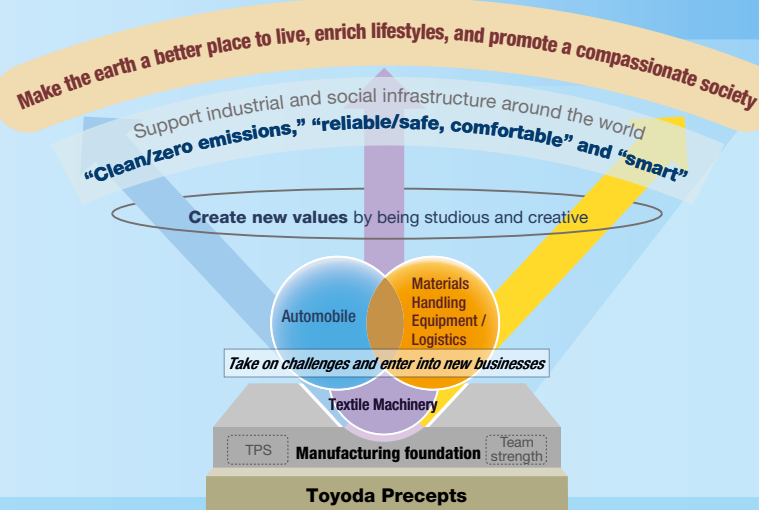 Make the earth a better place to live, enrich lifestyles, and promote a compassionate society
Support industrial and social infrastructure around the world
“Clean/zero emissions,” “reliable/safe, comfortable” and “smart”
Create new values by being studious and creative
Automobile
Materials
Handling
Equipment /
Logistics
Take on challenges and enter into new businesses
Textile Machinery
TPS
Manufacturing foundation
Team
strength
Toyoda Precepts